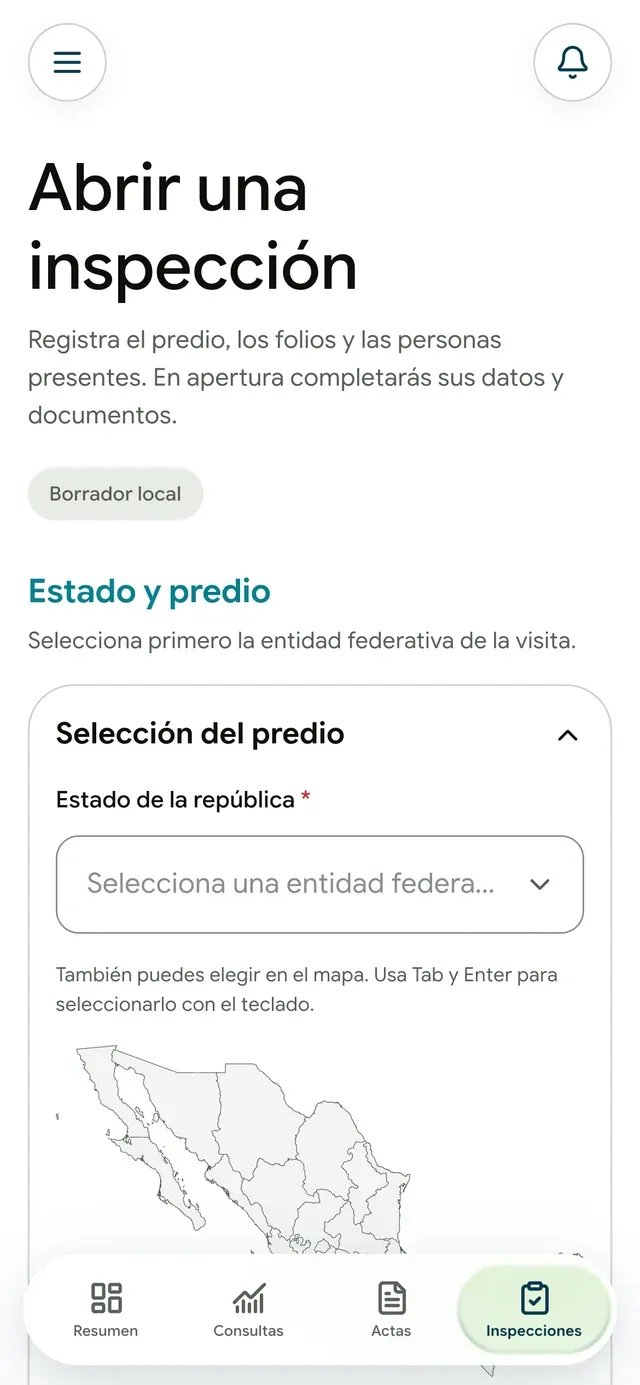 Abrir una
inspección
Registra el predio, los folios y las personas
presentes. En apertura completarás sus datos y
documentos.
Borrador local
Estado y predio
Selecciona primero la entidad federativa de la visita.
Selección del predio
Estado de la república *
Selecciona una entidad federa...
También puedes elegir en el mapa. Usa Tab y Enter para
seleccionarlo con el teclado.
Resumen
Consultas
Actas
Inspecciones